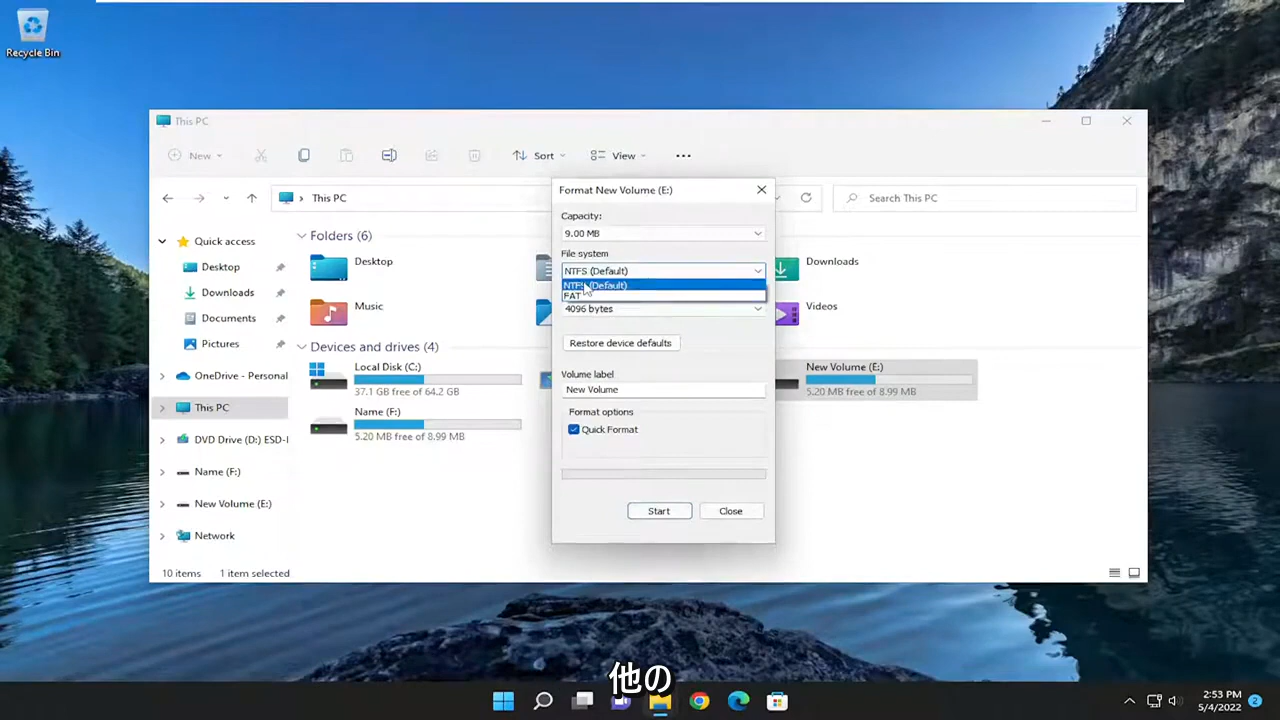 Recycle Bin
This PC
New
Sort
View
This PC
Search This PC
Quick access
Desktop
Downloads
Documents
Pictures
OneDrive - Personal
This PC
DVD Drive (D:) ESD-I
Name (F:)
New Volume (E:)
Network
Folders (6)
Desktop
Downloads
Music
Videos
Devices and drives (4)
Local Disk (C:)
37.1 GB free of 64.2 GB
New Volume (E:)
5.20 MB free of 8.99 MB
Name (F:)
5.20 MB free of 8.99 MB
10 items 1 item selected
Format New Volume (E:)
Capacity:
9.00 MB
File system
NTFS (Default)
NTFS (Default)
FAT
4096 bytes
Restore device defaults
Volume label
New Volume
Format options
Quick Format
Start Close
他の
2:53 PM
5/4/2022
2